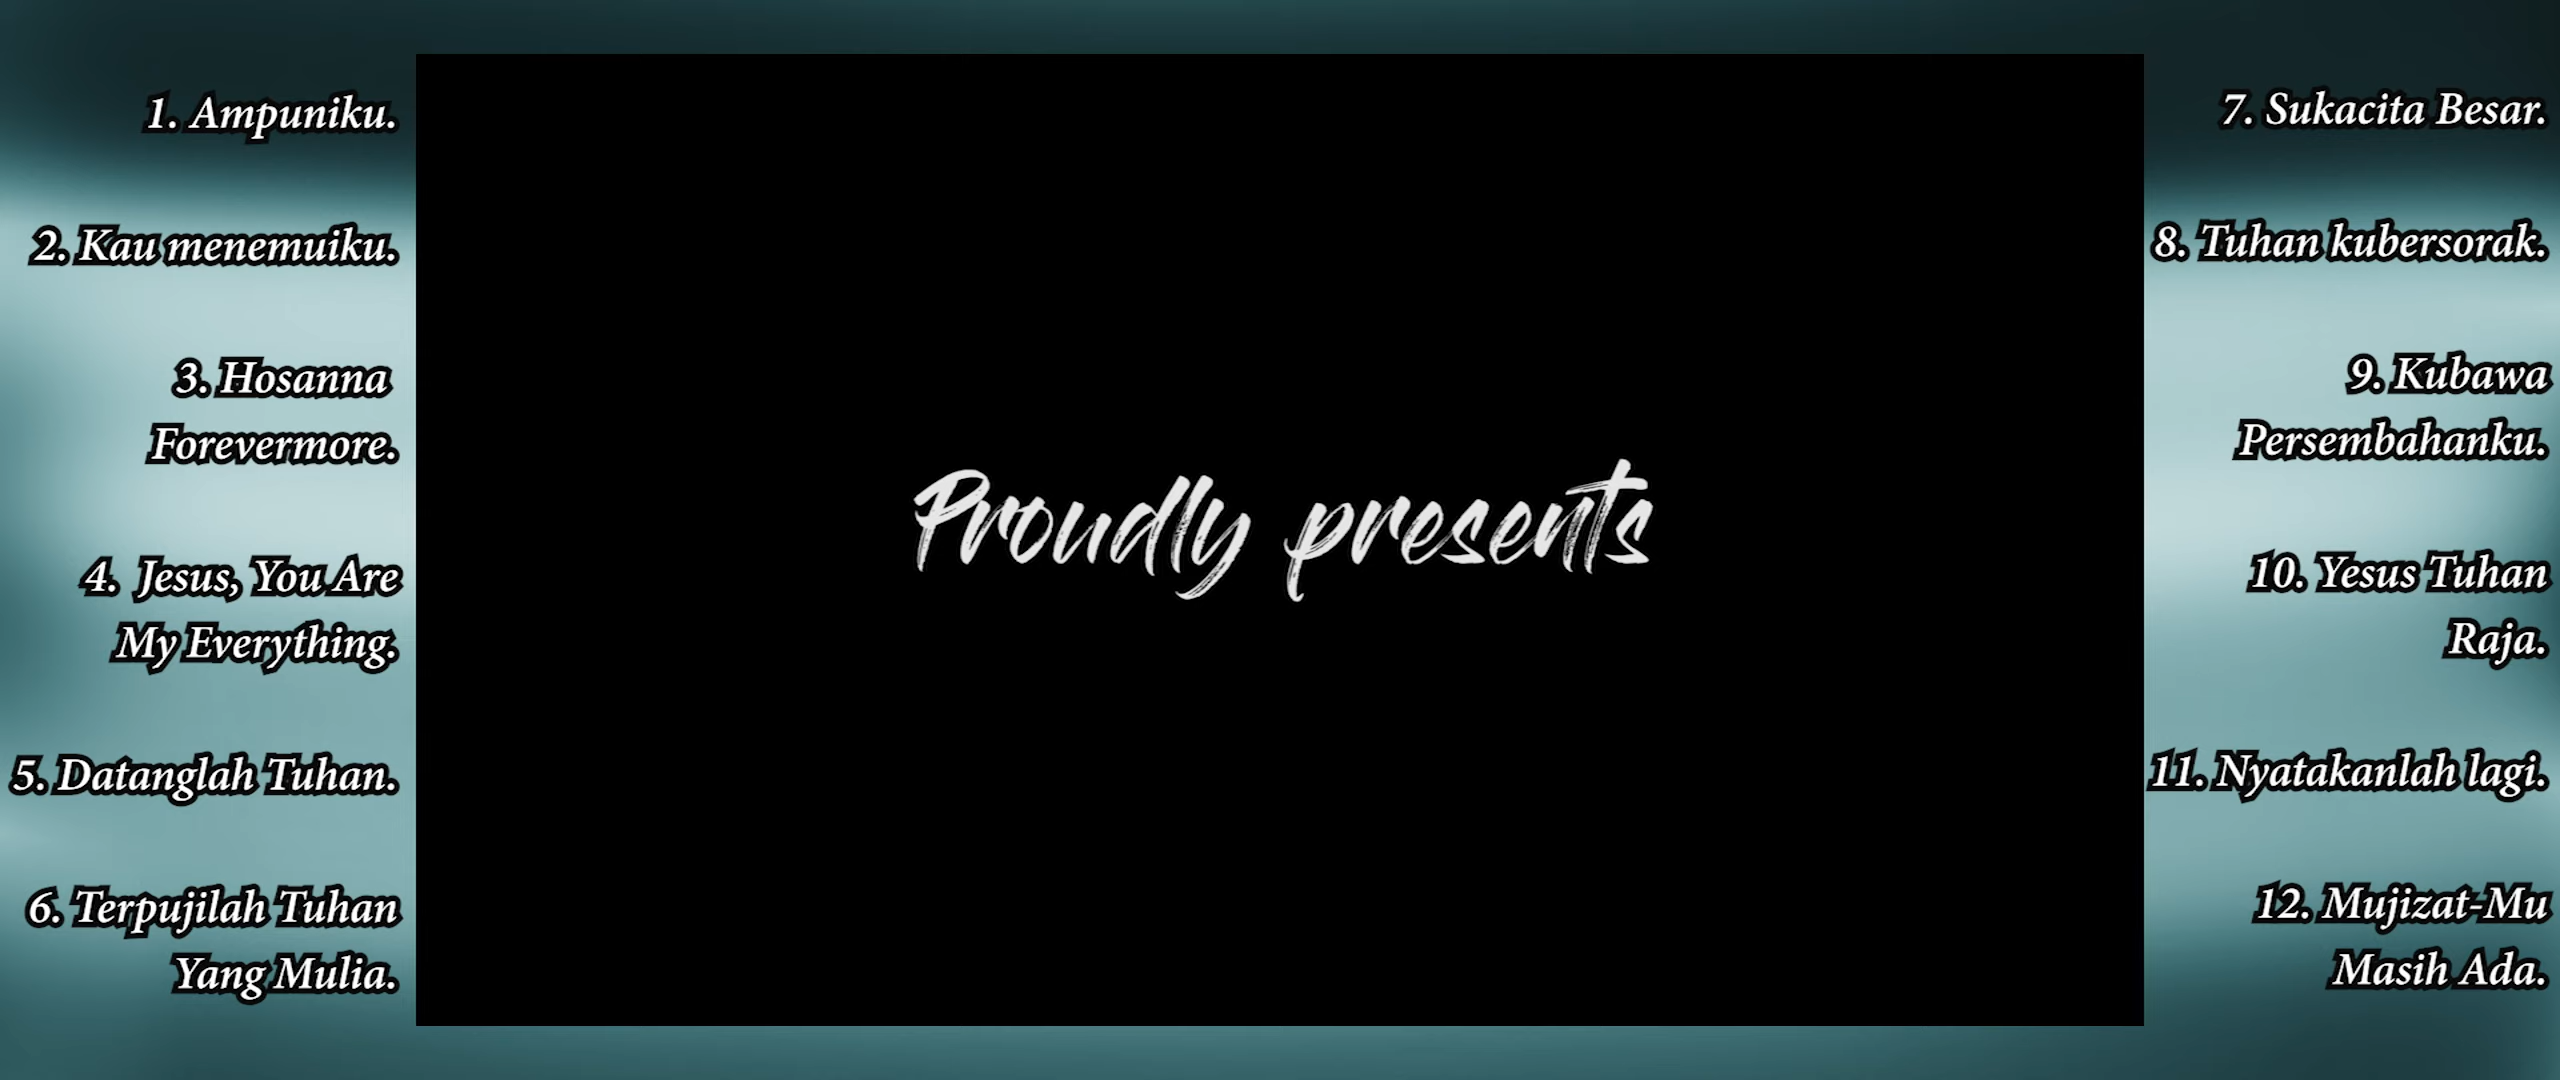 1. Ampuniku.
2. Kau menemuiku.
3. Hosanna
Forevermore.
4. Jesus, You Are
My Everything.
5. Datanglah Tuhan.
6. Terpujilah Tuhan
Yang Mulia.
Proudly presents
7. Sukacita Besar.
8. Tuhan kubersorak.
9. Kubawa
Persembahanku.
10. Yesus Tuhan
Raja.
11. Nyatakanlah lagi.
12. Mujizat-Mu
Masih Ada.